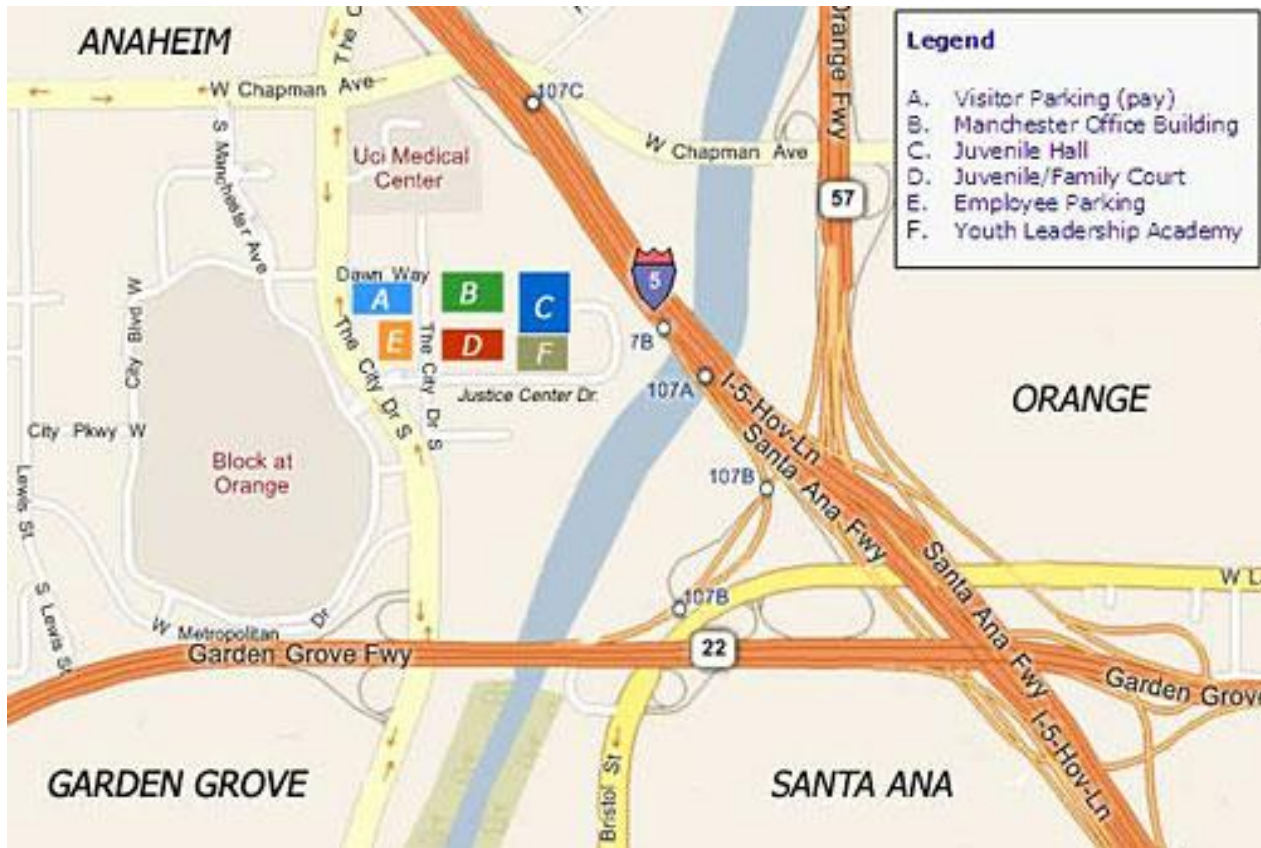 ANAHEIM
The C
Orange Fwy
Legend
A. Visitor Parking (pay)
B. Manchester Office Building
C. Juvenile Hall
D. Juvenile/Family Court
E. Employee Parking
F. Youth Leadership Academy
W Chapman Ave
107C
W Chapman Ave
S Manchester Ave
Uci Medical
Center
57
5
Dawn Way
A
B
C
E
D
F
7B
107A
The City Dr S
The City Dr S
Justice Center Dr.
City Blvd W
City Pkwy W
I-5-Hov-Ln
Santa Ana Fwy
ORANGE
Block at
Orange
107B
Lewis St
S Lewis St
Santa Ana Fwy
107B
W Metropolitan Dr
Garden Grove Fwy
22
Garden Grove
I-5-Hov-Ln
GARDEN GROVE
SANTA ANA
Bristol St